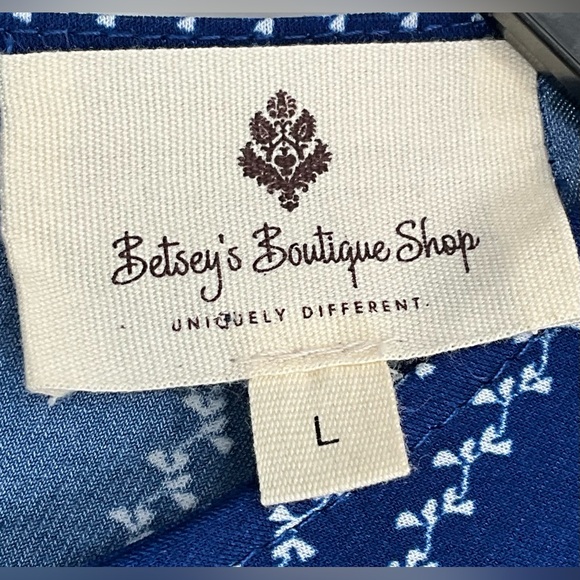 Betsey's Boutique Shop
UNIQUELY DIFFERENT.
L